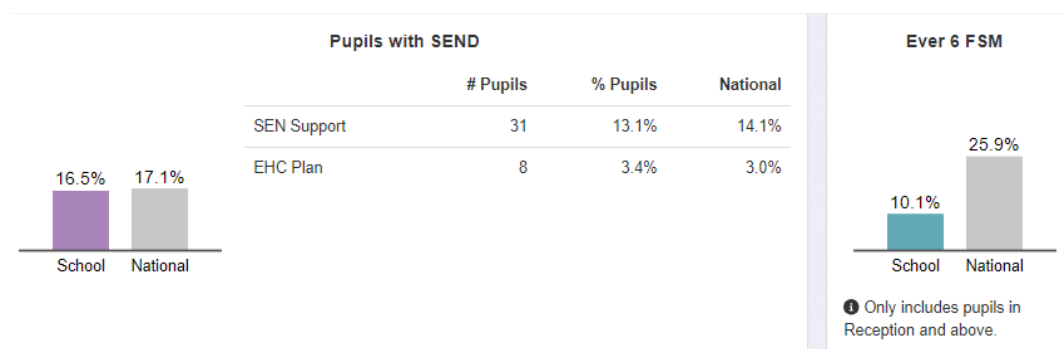 Pupils with SEND
# Pupils % Pupils National
SEN Support 31 13.1% 14.1%
EHC Plan 8 3.4% 3.0%
16.5% 17.1%
School National
Ever 6 FSM
25.9%
10.1%
School National
Only includes pupils in
Reception and above.